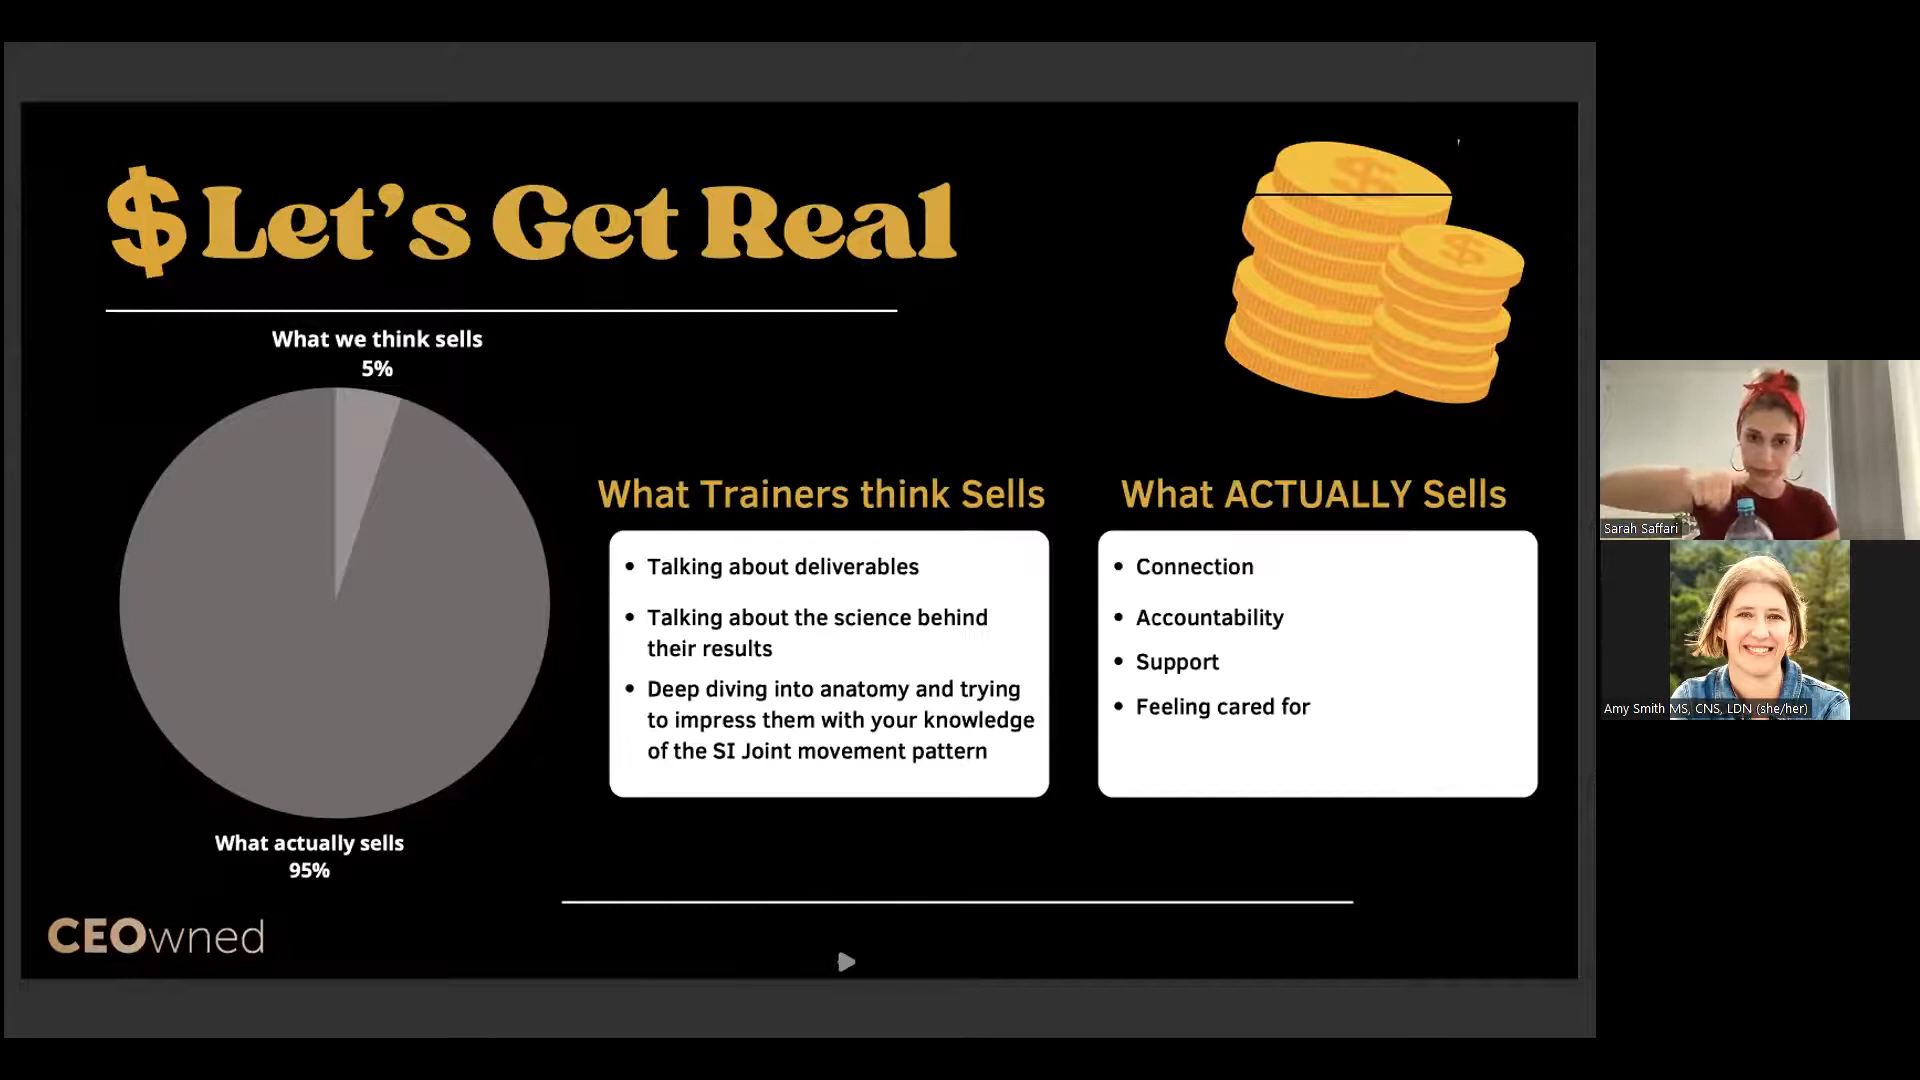 $ Let's Get Real
What we think sells
5%
What actually sells
95%
What Trainers think Sells
• Talking about deliverables
• Talking about the science behind
their results
• Deep diving into anatomy and trying
to impress them with your knowledge
of the SI Joint movement pattern
What ACTUALLY Sells
• Connection
• Accountability
• Support
• Feeling cared for
CEOwned
Sarah Saffari
Amy Smith MS, CNS, LDN (she/her)